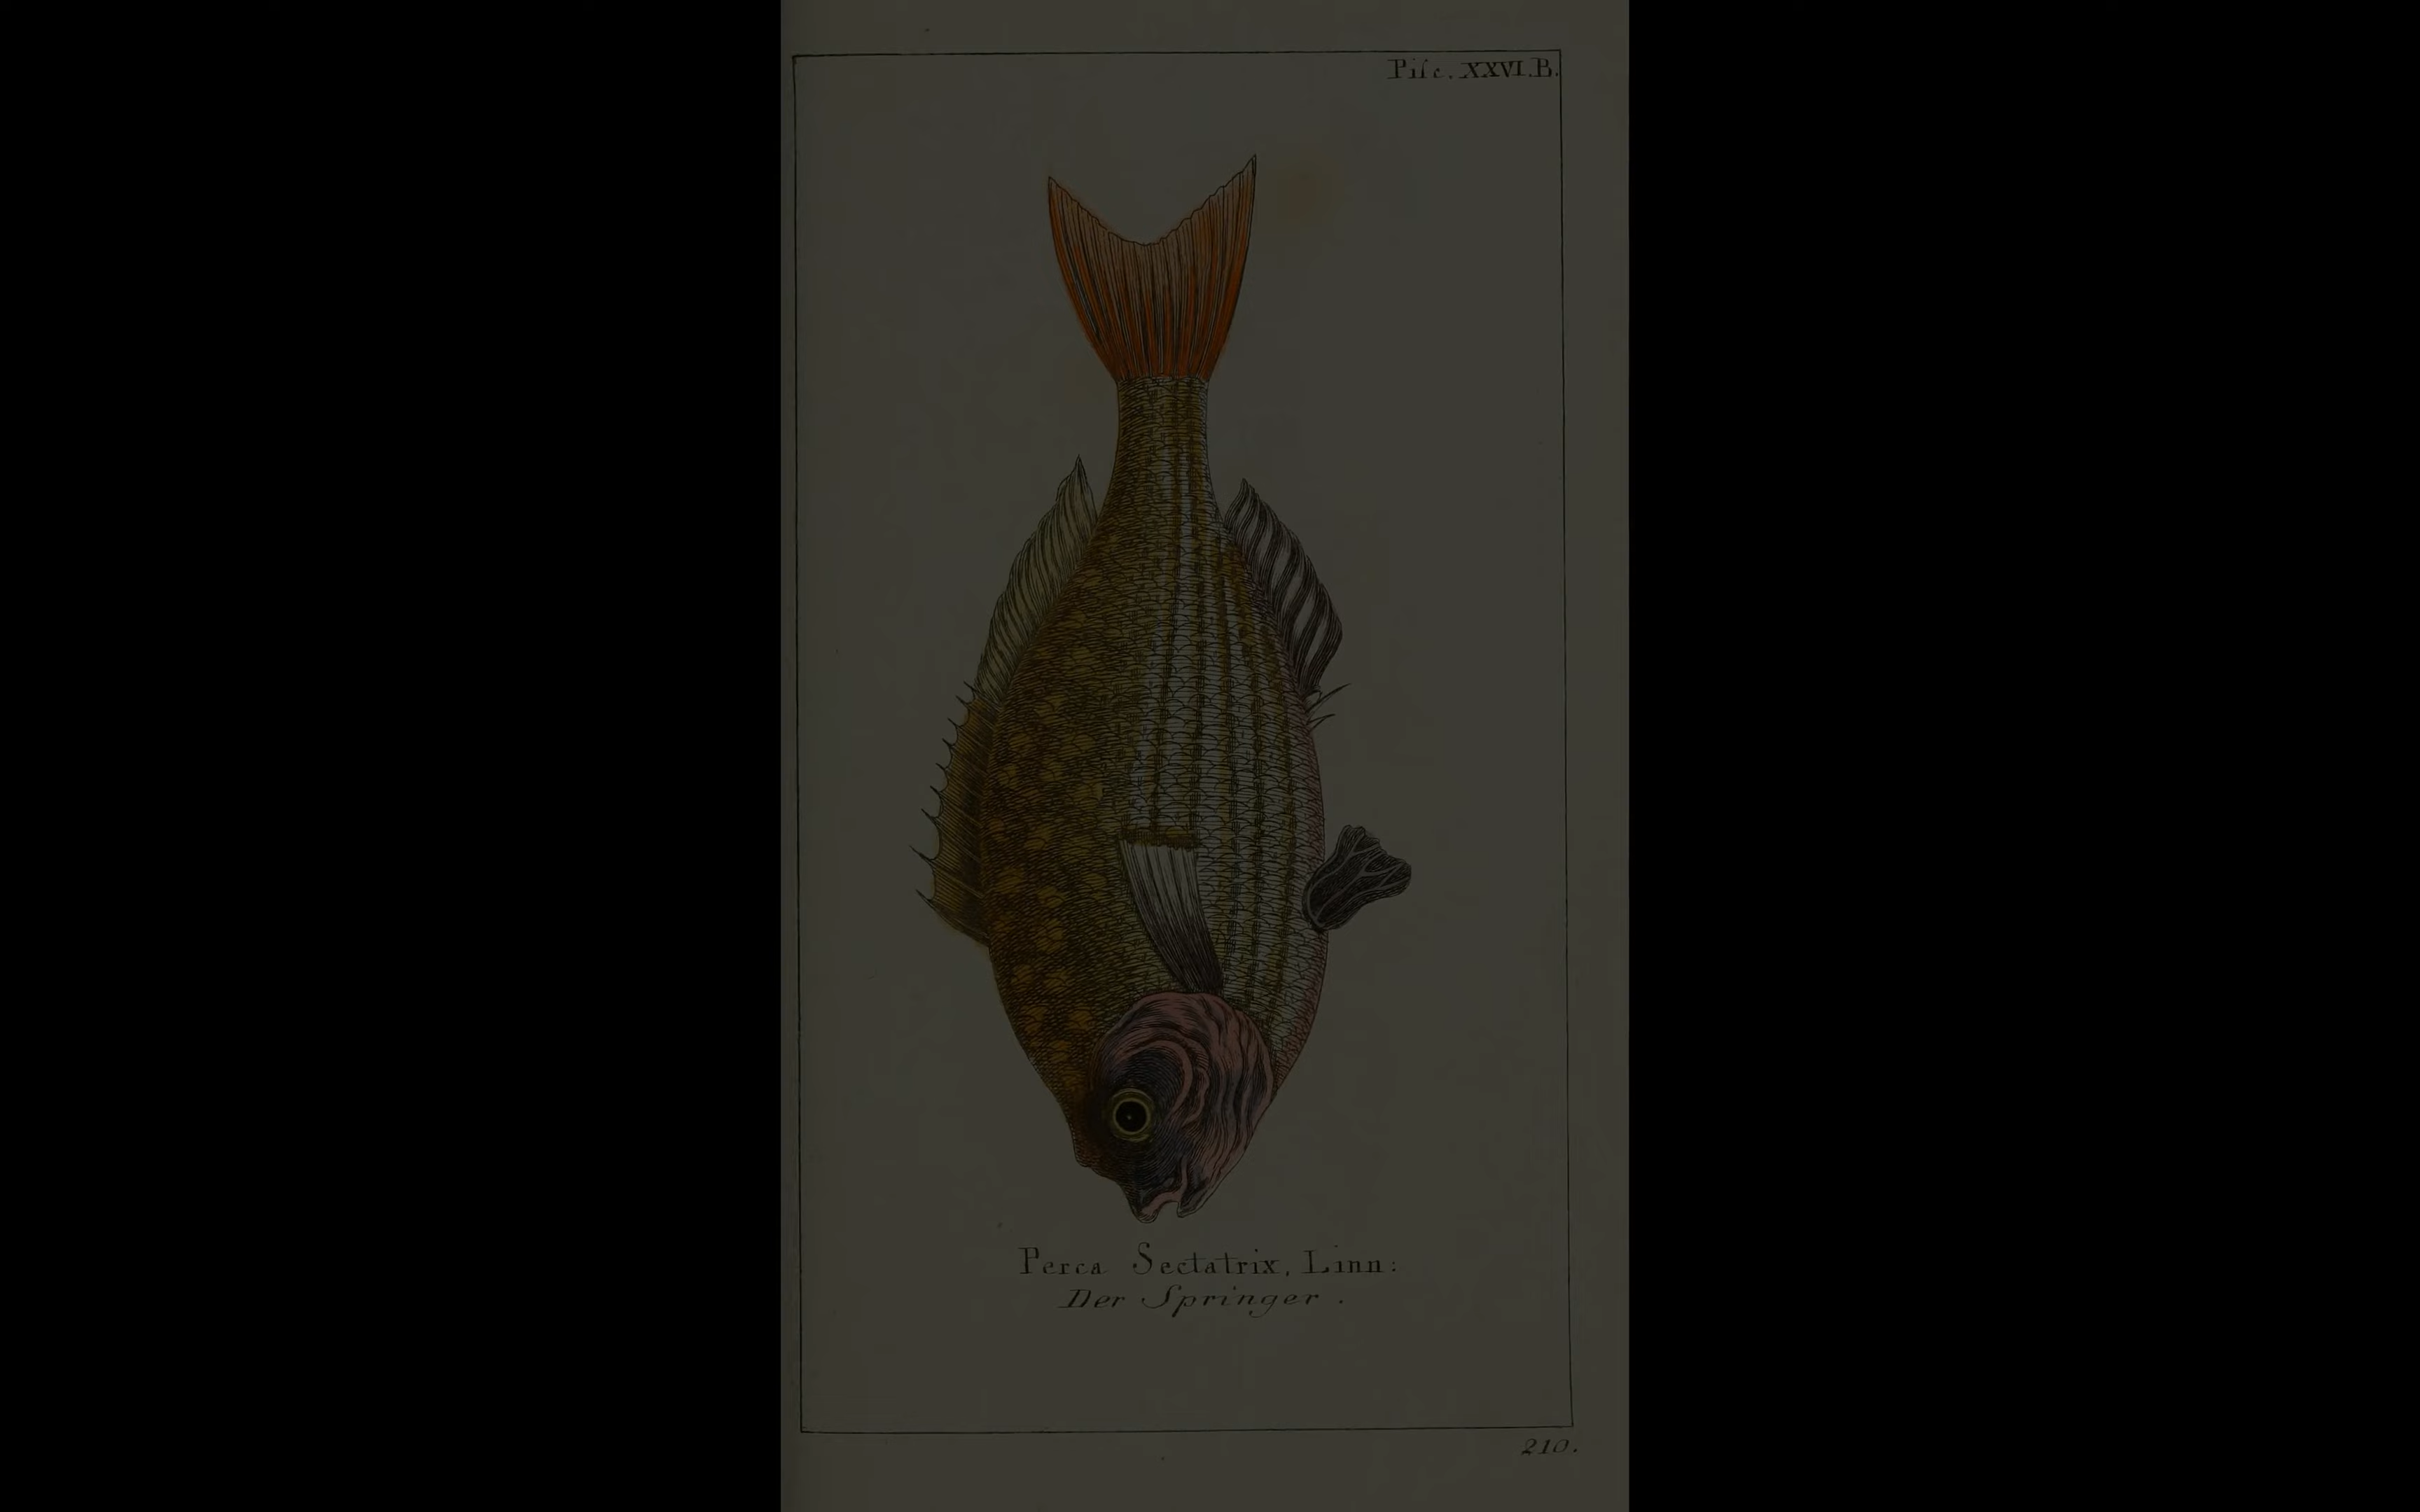 Piſc. XXVI.B.
Perca Sectatrix, Linn:
Der Springer.
210.